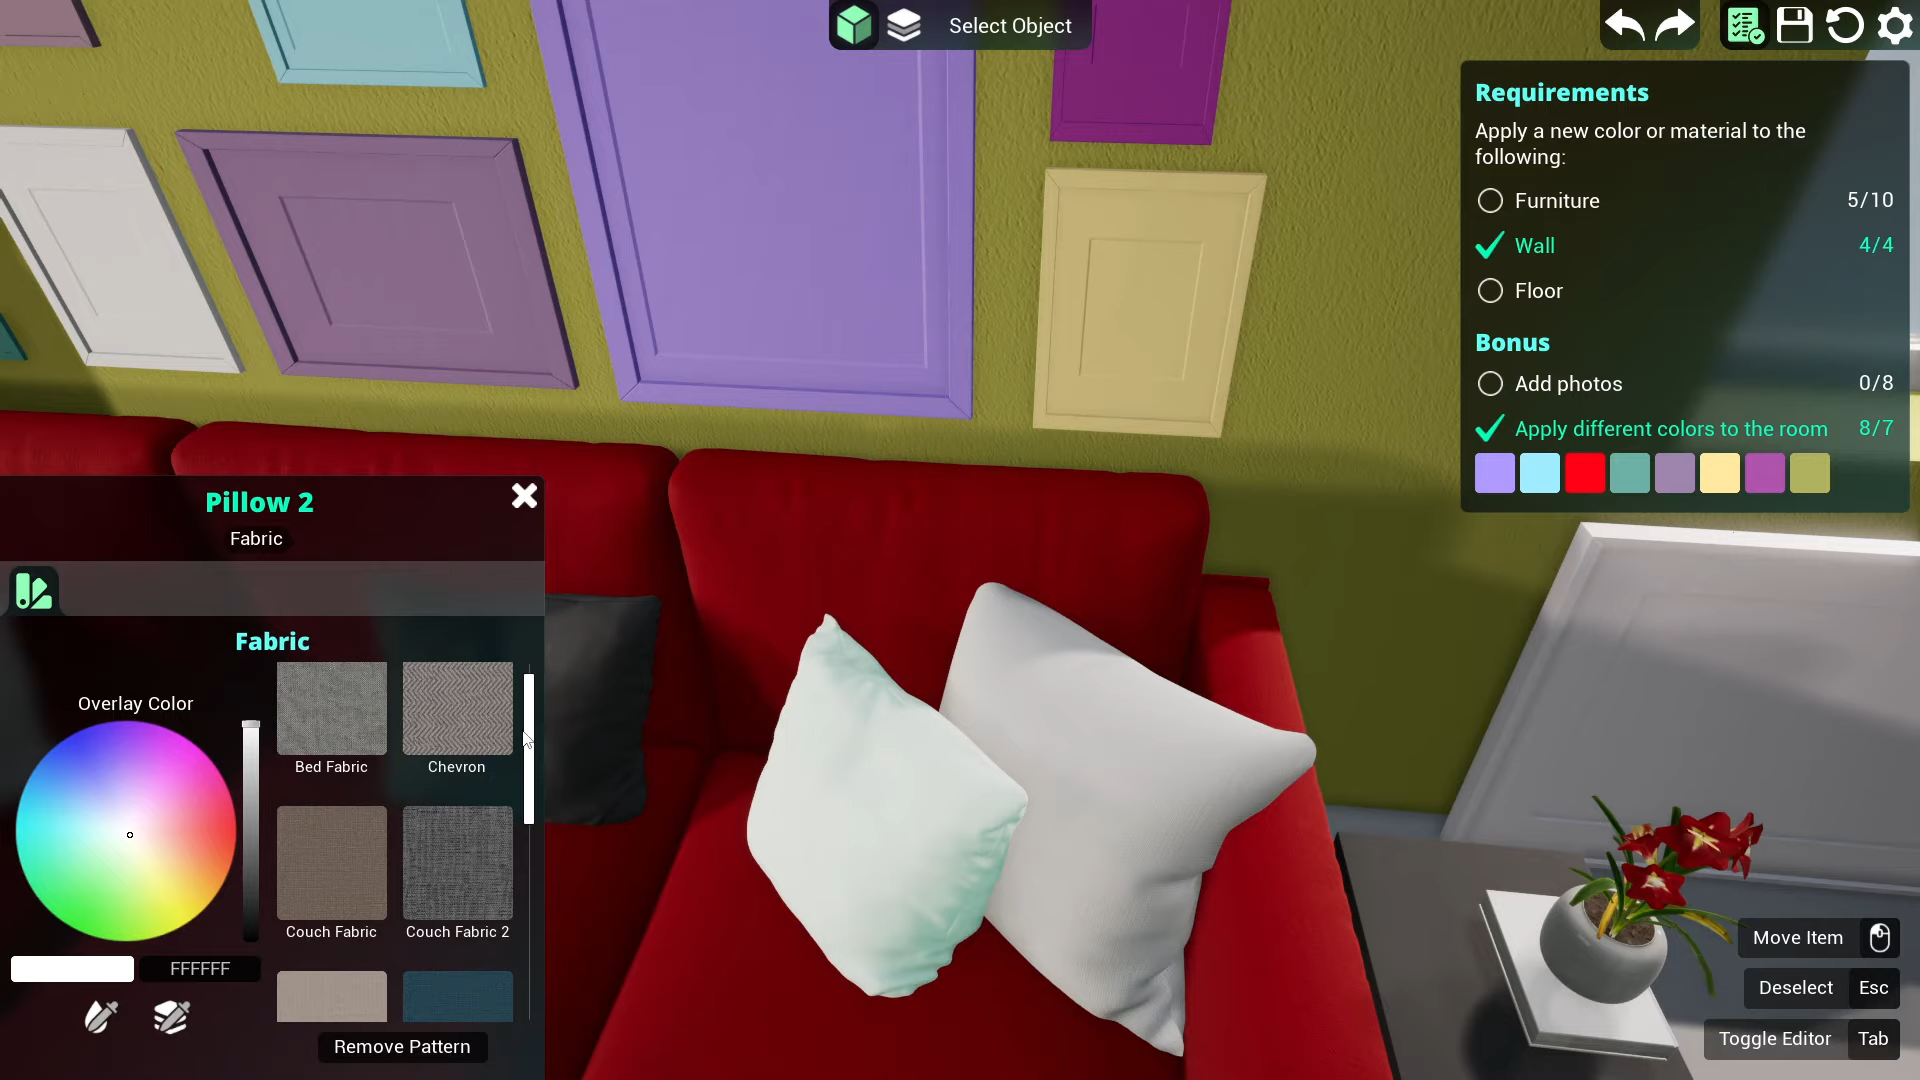 Select Object
Requirements
Apply a new color or material to the
following:
Furniture 5/10
Wall 4/4
Floor
Bonus
Add photos 0/8
Apply different colors to the room 8/7
Pillow 2
Fabric
Fabric
Overlay Color
Bed Fabric
Chevron
Couch Fabric
Couch Fabric 2
FFFFFF
Remove Pattern
Move Item
Deselect Esc
Toggle Editor Tab